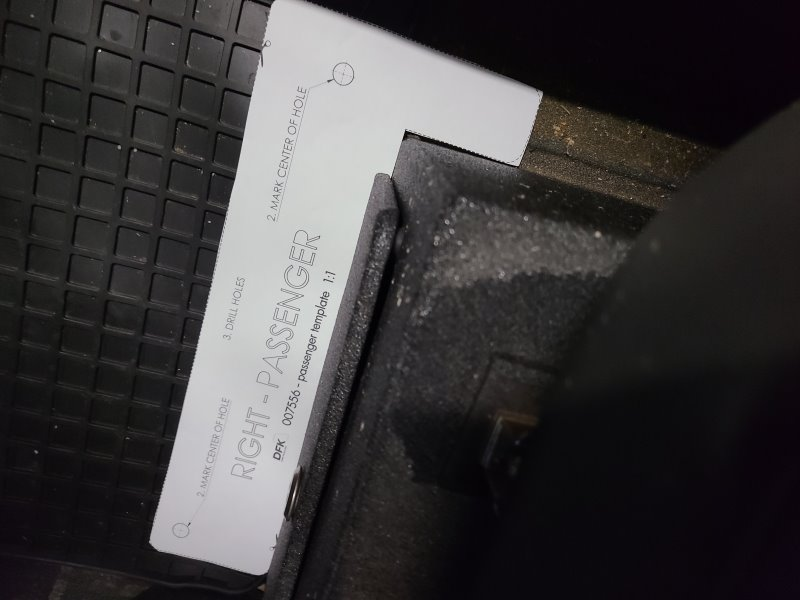 2. MARK CENTER OF HOLE
3. DRILL HOLES
2. MARK CENTER OF HOLE
RIGHT - PASSENGER
DFK 007556 - passenger template 1:1